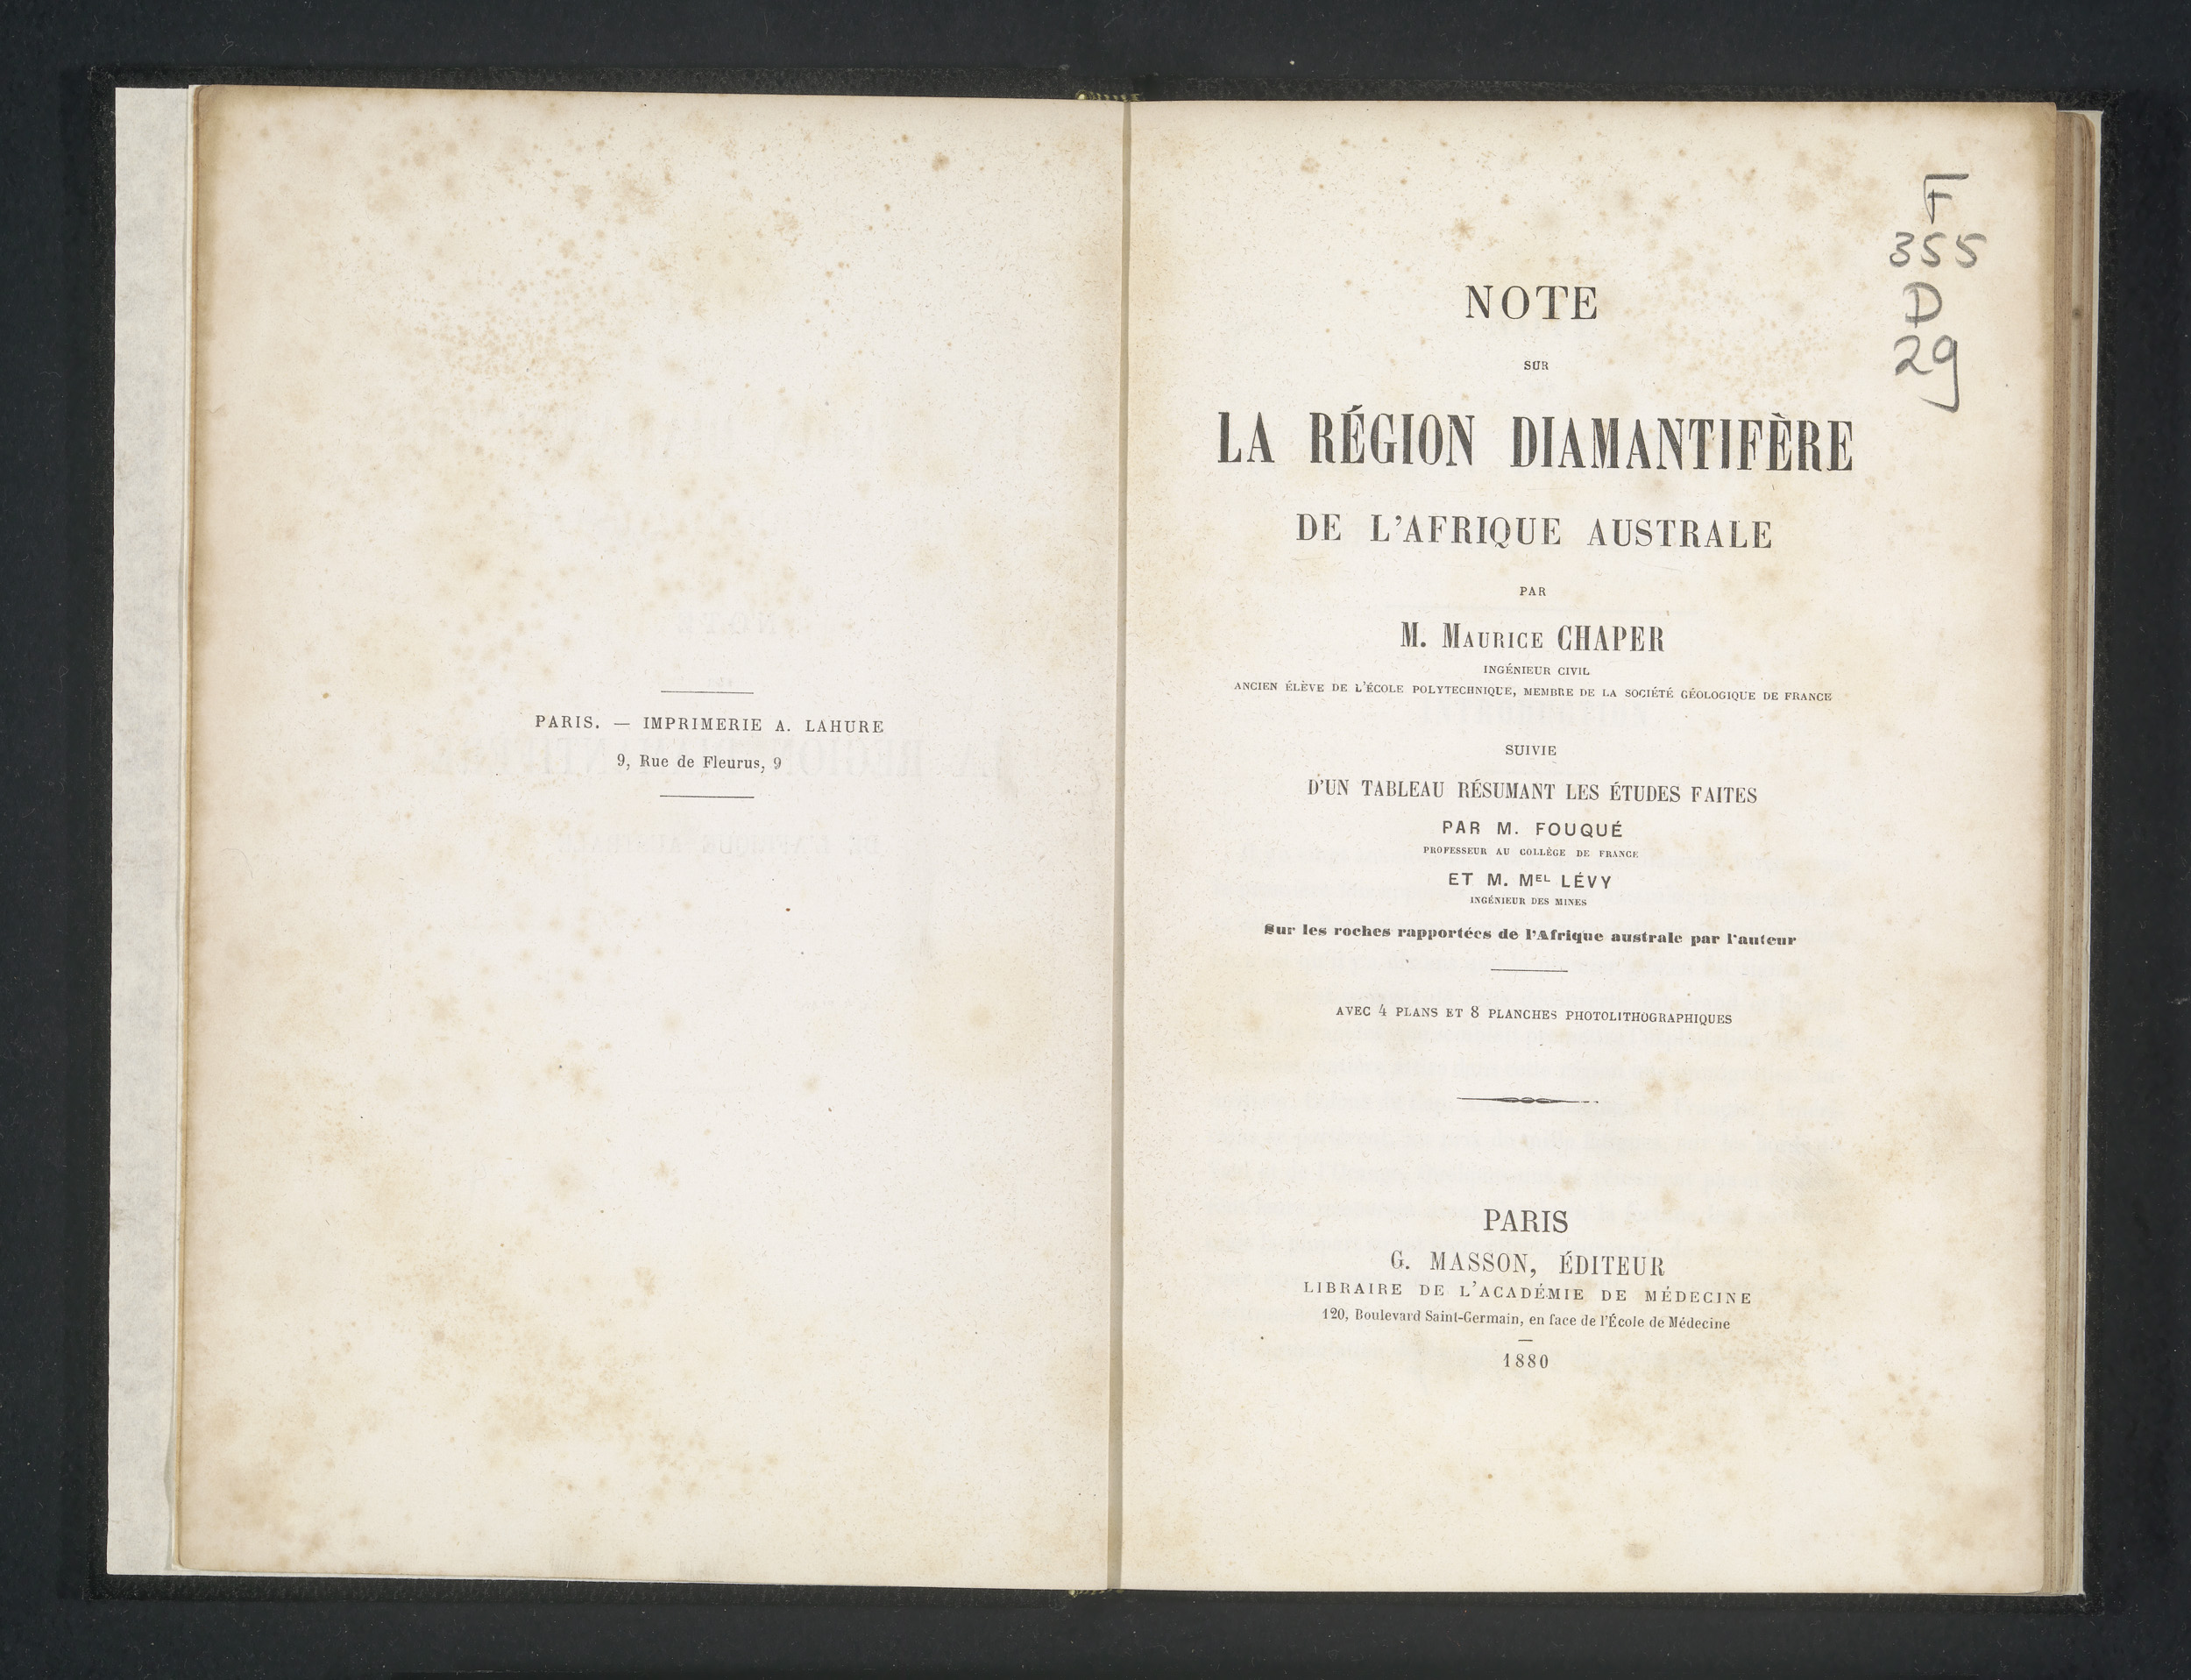 PARIS. — IMPRIMERIE A. LAHURE
9, Rue de Fleurus, 9
F
355
D
29
NOTE
SUR
LA RÉGION DIAMANTIFÈRE
DE L'AFRIQUE AUSTRALE
PAR
M. MAURICE CHAPER
INGÉNIEUR CIVIL
ANCIEN ÉLÈVE DE L'ÉCOLE POLYTECHNIQUE, MEMBRE DE LA SOCIÉTÉ GÉOLOGIQUE DE FRANCE
SUIVIE
D'UN TABLEAU RÉSUMANT LES ÉTUDES FAITES
PAR M. FOUQUÉ
PROFESSEUR AU COLLÈGE DE FRANCE
ET M. MEL LÉVY
INGÉNIEUR DES MINES
Sur les roches rapportées de l'Afrique australe par l'auteur
AVEC 4 PLANS ET 8 PLANCHES PHOTOLITHOGRAPHIQUES
PARIS
G. MASSON, ÉDITEUR
LIBRAIRE DE L'ACADÉMIE DE MÉDECINE
120, Boulevard Saint-Germain, en face de l'École de Médecine
1880